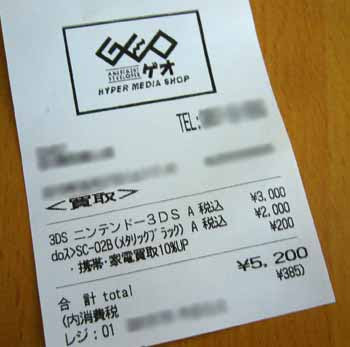 GEO
ゲオ
HYPER MEDIA SHOP
TEL:
<買取>
3DS ニンテンドー3DS A 税込 ¥3,000
doスンSC-02B(メタリックブラック) A 税込 ¥2,000
・携帯・家電買取10%UP ¥200
合 計 total ¥5,200
(内消費税 ¥385)
レジ:01